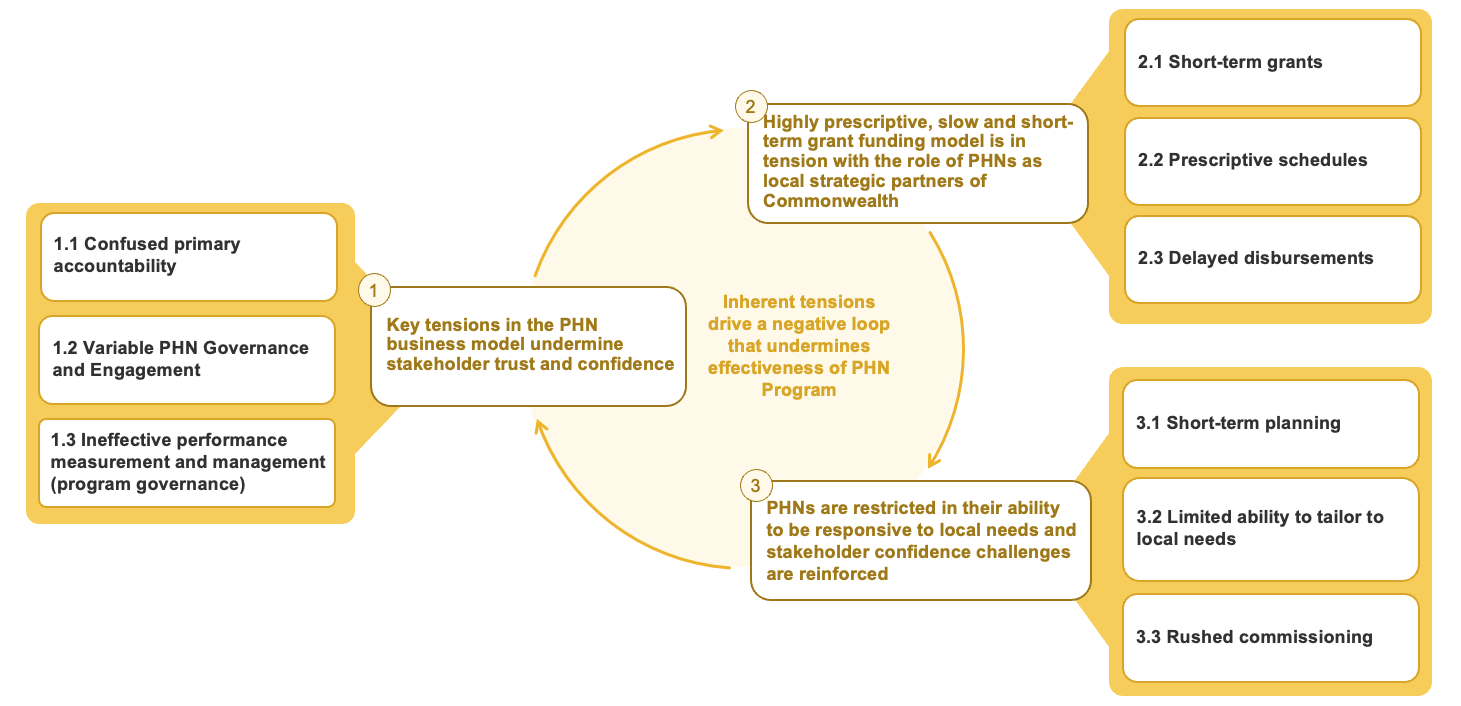 1
Key tensions in the PHN
business model undermine
stakeholder trust and confidence
1.1 Confused primary
accountability
1.2 Variable PHN Governance
and Engagement
1.3 Ineffective performance
measurement and management
(program governance)
2
Highly prescriptive, slow and short-
term grant funding model is in
tension with the role of PHNs as
local strategic partners of
Commonwealth
2.1 Short-term grants
2.2 Prescriptive schedules
2.3 Delayed disbursements
Inherent tensions
drive a negative loop
that undermines
effectiveness of PHN
Program
3
PHNs are restricted in their ability
to be responsive to local needs and
stakeholder confidence challenges
are reinforced
3.1 Short-term planning
3.2 Limited ability to tailor to
local needs
3.3 Rushed commissioning